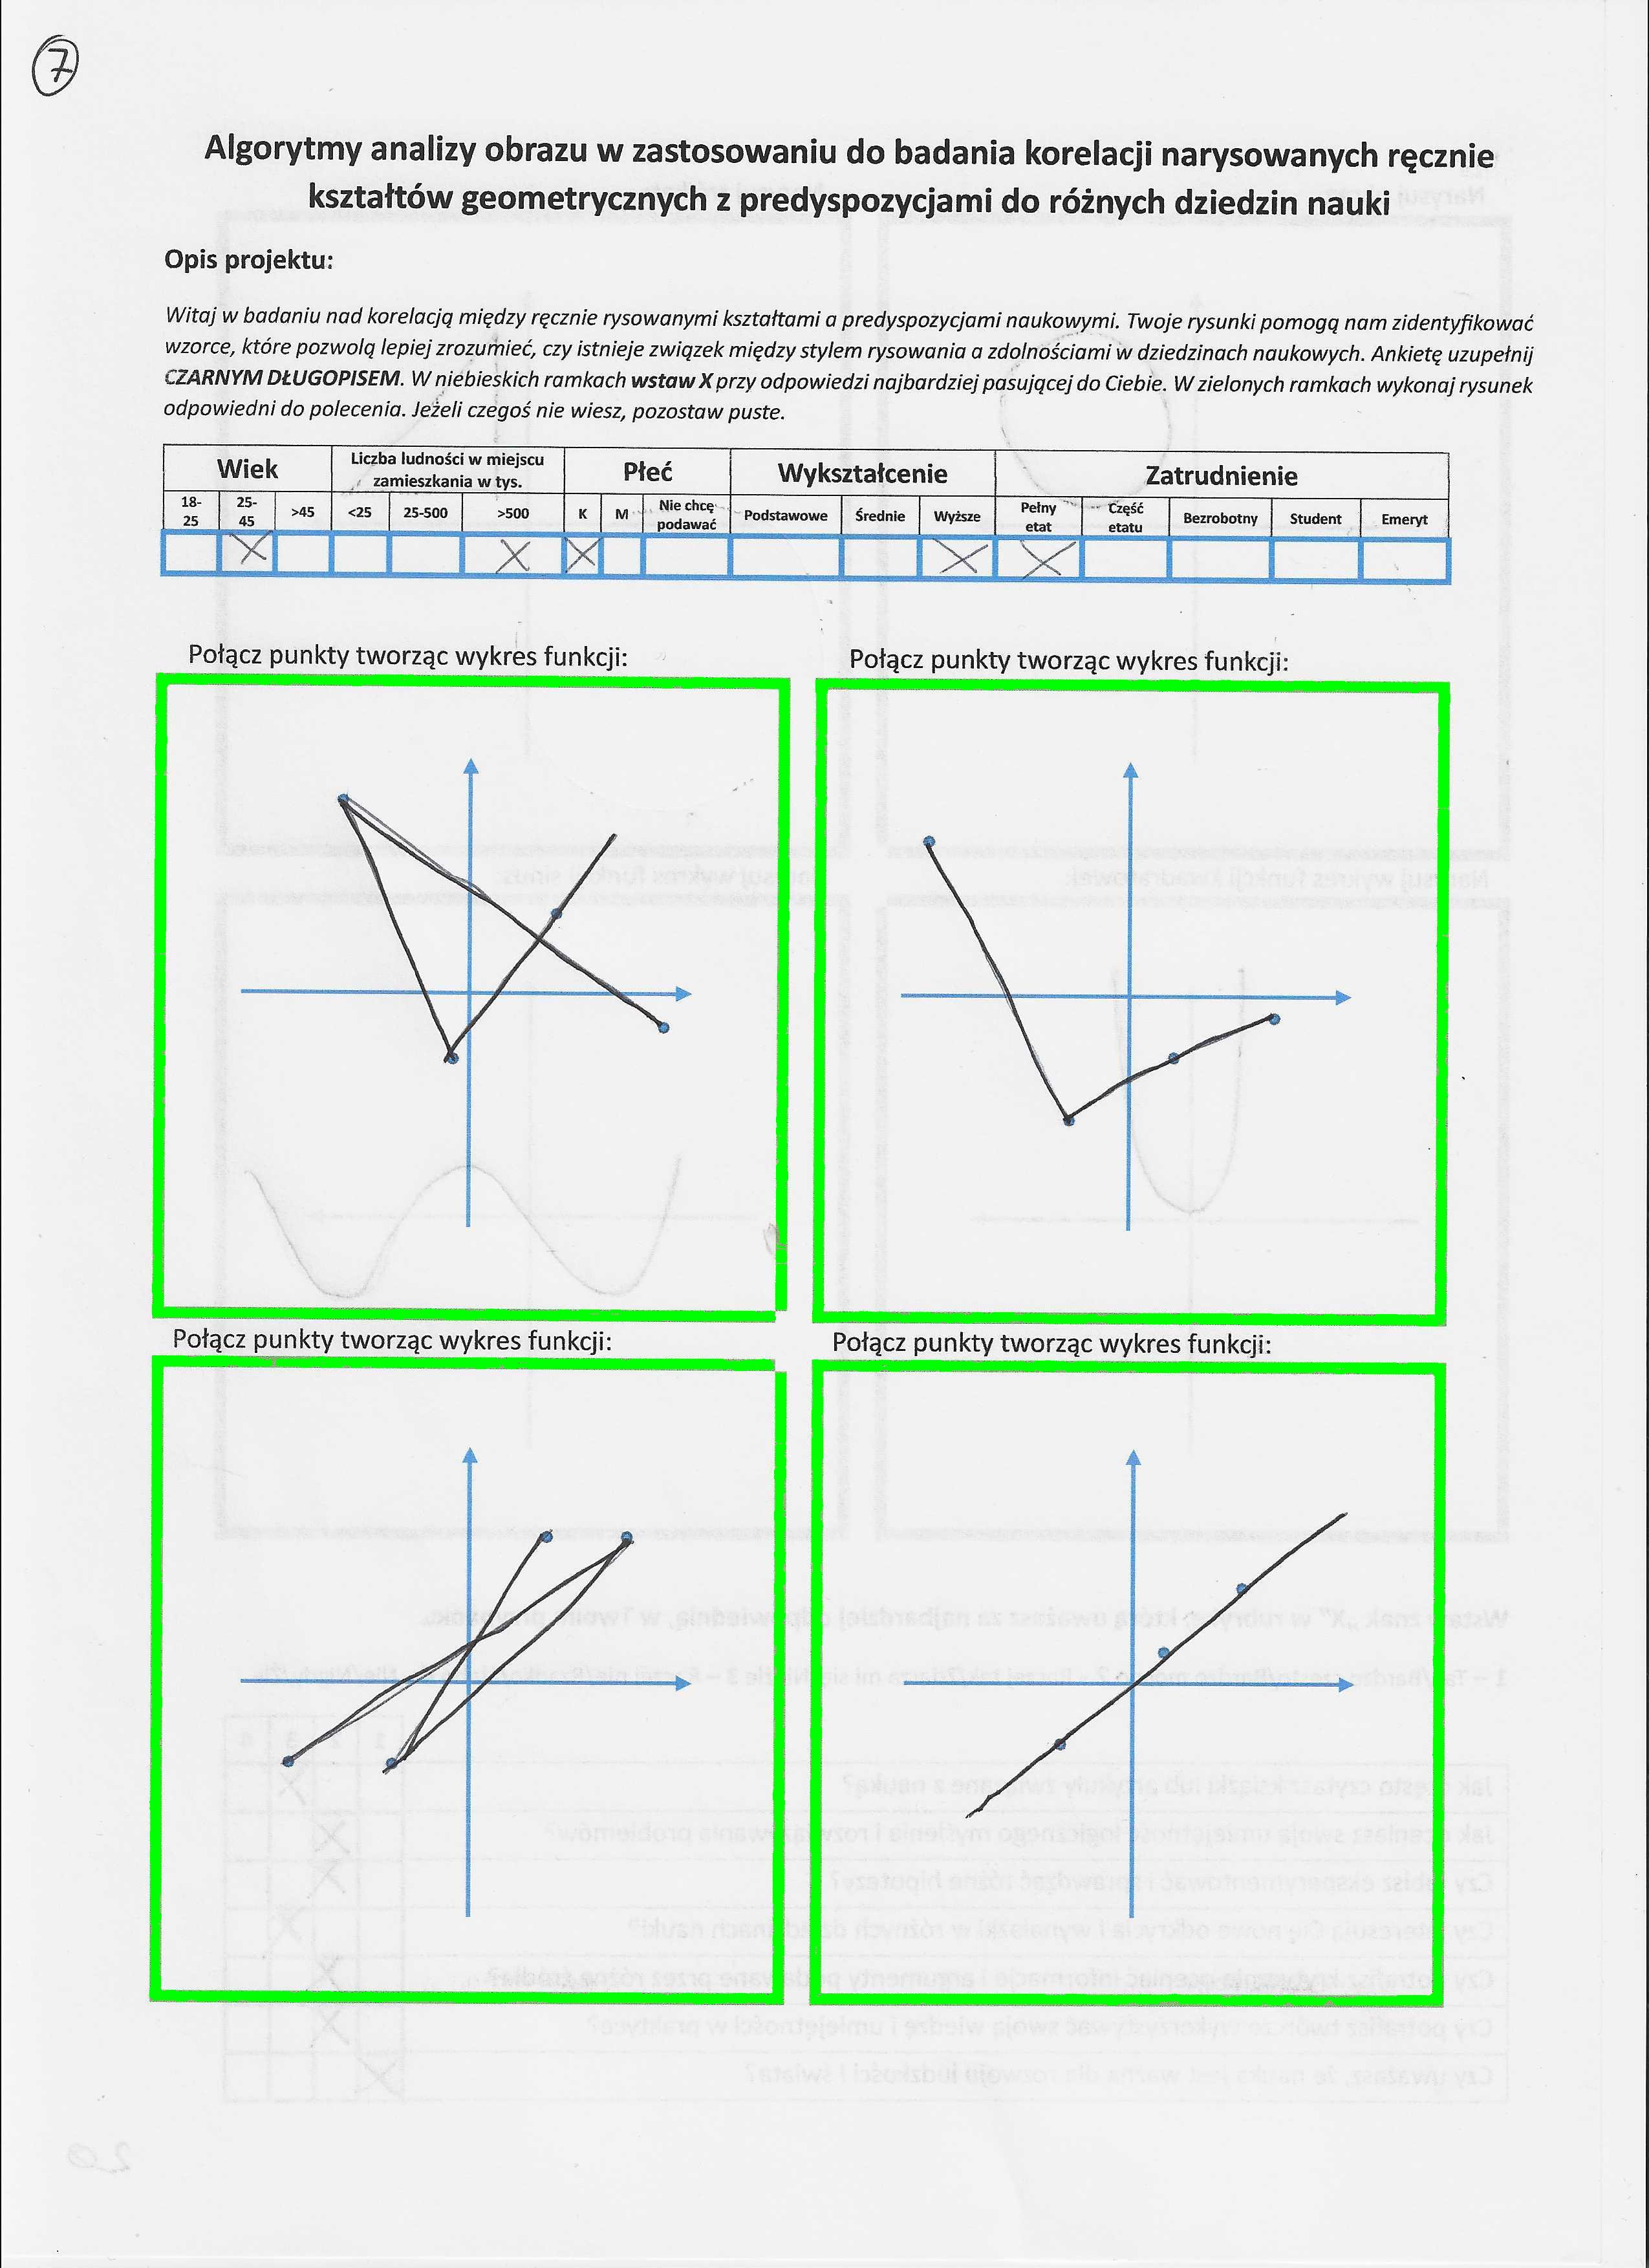 7
Algorytmy analizy obrazu w zastosowaniu do badania korelacji narysowanych ręcznie
kształtów geometrycznych z predyspozycjami do różnych dziedzin nauki
Opis projektu:
Witaj w badaniu nad korelacją między ręcznie rysowanymi kształtami a predyspozycjami naukowymi. Twoje rysunki pomogą nam zidentyfikować
wzorce, które pozwolą lepiej zrozumieć, czy istnieje związek między stylem rysowania a zdolnościami w dziedzinach naukowych. Ankietę uzupełnij
CZARNYM DŁUGOPISEM. W niebieskich ramkach wstaw X przy odpowiedzi najbardziej pasującej do Ciebie. W zielonych ramkach wykonaj rysunek
odpowiedni do polecenia. Jeżeli czegoś nie wiesz, pozostaw puste.
Wiek Liczba ludności w miejscu zamieszkania w tys. Płeć Wykształcenie Zatrudnienie
18-25 25-45 >45 <25 25-500 >500 K M Nie chcę podawać Podstawowe Średnie Wyższe Pełny etat Część etatu Bezrobotny Student Emeryt
X X X X X
Połącz punkty tworząc wykres funkcji: Połącz punkty tworząc wykres funkcji:
Połącz punkty tworząc wykres funkcji: Połącz punkty tworząc wykres funkcji: